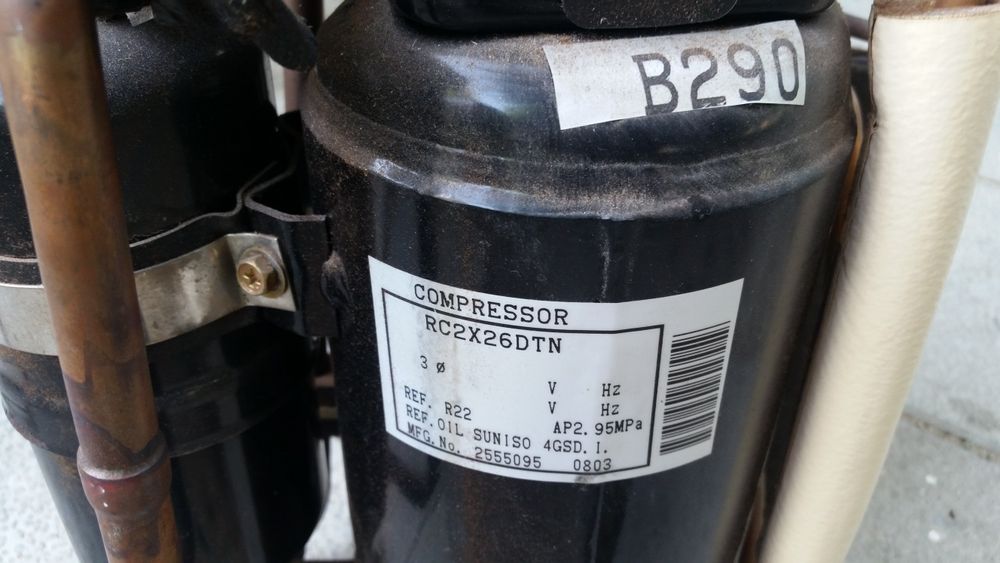 B290
COMPRESSOR
RC2X26DTN
3 ø
V Hz
REF. R22 V Hz
REF.OIL SUNISO 4GSD.I. AP2.95MPa
MFG.No. 2555095 0803